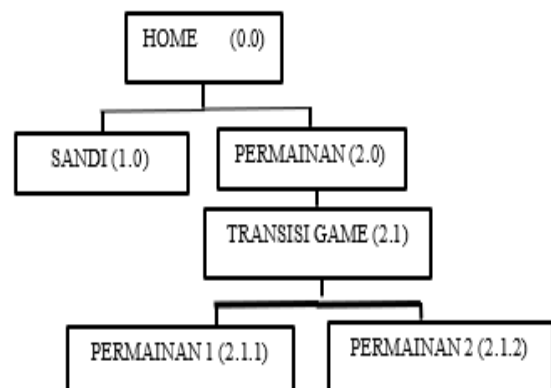 HOME (0.0)
SANDI (1.0)
PERMAINAN (2.0)
TRANSISI GAME (2.1)
PERMAINAN 1 (2.1.1)
PERMAINAN 2 (2.1.2)